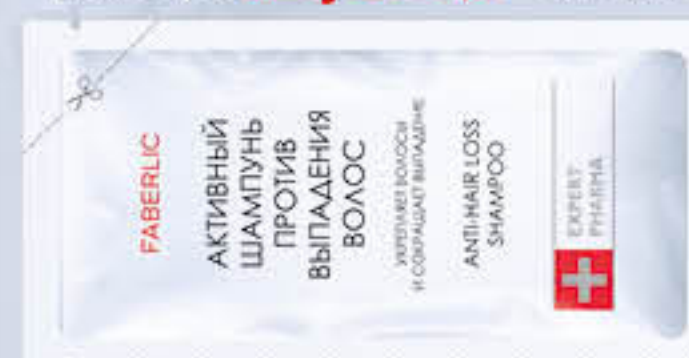 FABERLIC
АКТИВНЫЙ
ШАМПУНЬ
ПРОТИВ
ВЫПАДЕНИЯ
ВОЛОС
УКРЕПЛЯЕТ ВОЛОСЫ
И СОКРАЩАЕТ ВЫПАДЕНИЕ
ANTI-HAIR LOSS
SHAMPOO
EXPERT
PHARMA